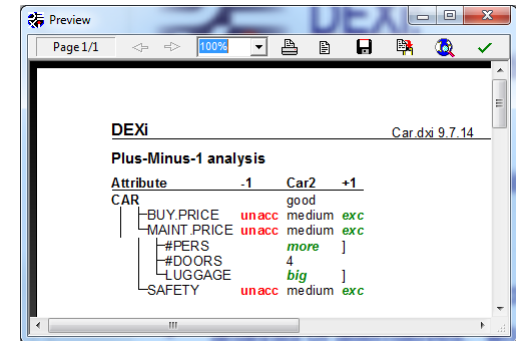 Preview
Page 1/1 100%
DEXi Car.dxi 9.7.14
Plus-Minus-1 analysis
Attribute -1 Car2 +1
CAR good
BUY.PRICE unacc medium exc
MAINT.PRICE unacc medium exc
#PERS more ]
#DOORS 4
LUGGAGE big ]
SAFETY unacc medium exc